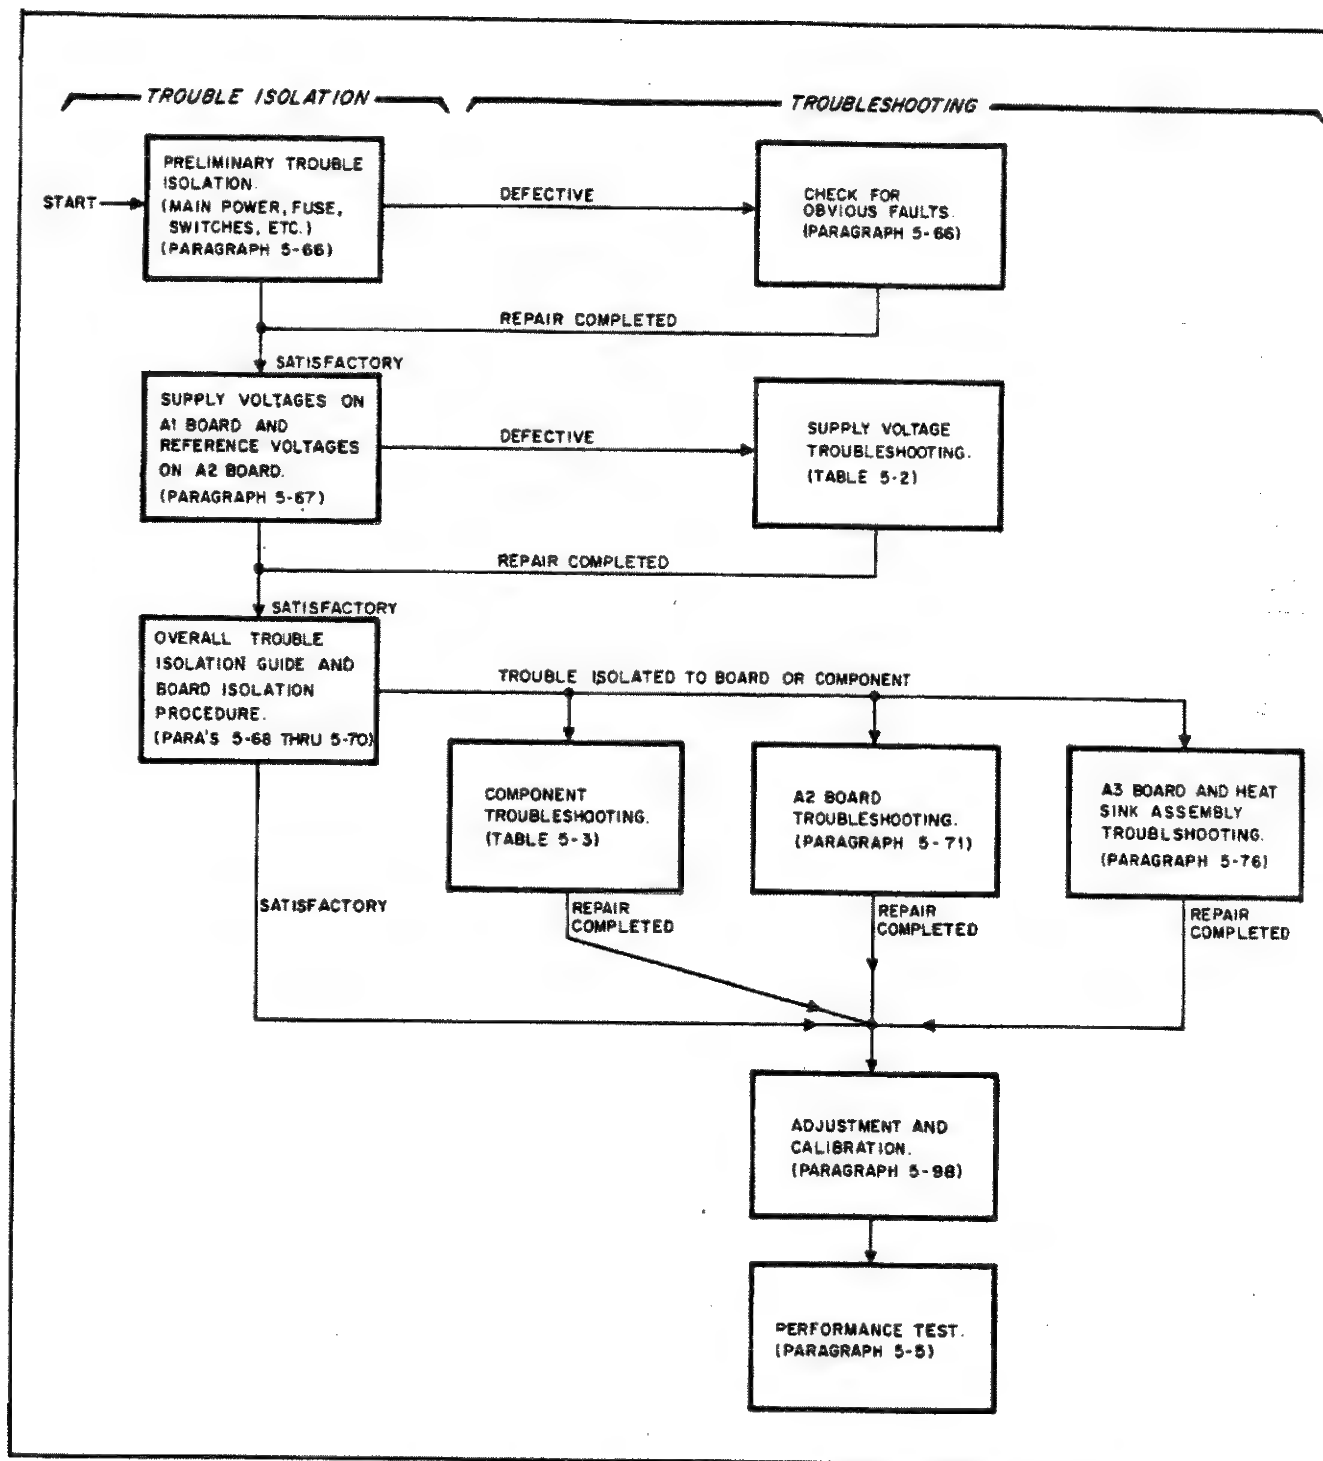 TROUBLE ISOLATION
TROUBLESHOOTING
START
PRELIMINARY TROUBLE
ISOLATION.
(MAIN POWER, FUSE,
SWITCHES, ETC.)
(PARAGRAPH 5-66)
DEFECTIVE
CHECK FOR
OBVIOUS FAULTS.
(PARAGRAPH 5-66)
REPAIR COMPLETED
SATISFACTORY
SUPPLY VOLTAGES ON
A1 BOARD AND
REFERENCE VOLTAGES
ON A2 BOARD.
(PARAGRAPH 5-67)
DEFECTIVE
SUPPLY VOLTAGE
TROUBLESHOOTING.
(TABLE 5-2)
REPAIR COMPLETED
SATISFACTORY
OVERALL TROUBLE
ISOLATION GUIDE AND
BOARD ISOLATION
PROCEDURE.
(PARA'S 5-68 THRU 5-70)
TROUBLE ISOLATED TO BOARD OR COMPONENT
COMPONENT
TROUBLESHOOTING.
(TABLE 5-3)
A2 BOARD
TROUBLESHOOTING.
(PARAGRAPH 5-71)
A3 BOARD AND HEAT
SINK ASSEMBLY
TROUBLSHOOTING.
(PARAGRAPH 5-76)
SATISFACTORY
REPAIR
COMPLETED
REPAIR
COMPLETED
REPAIR
COMPLETED
ADJUSTMENT AND
CALIBRATION.
(PARAGRAPH 5-98)
PERFORMANCE TEST.
(PARAGRAPH 5-5)